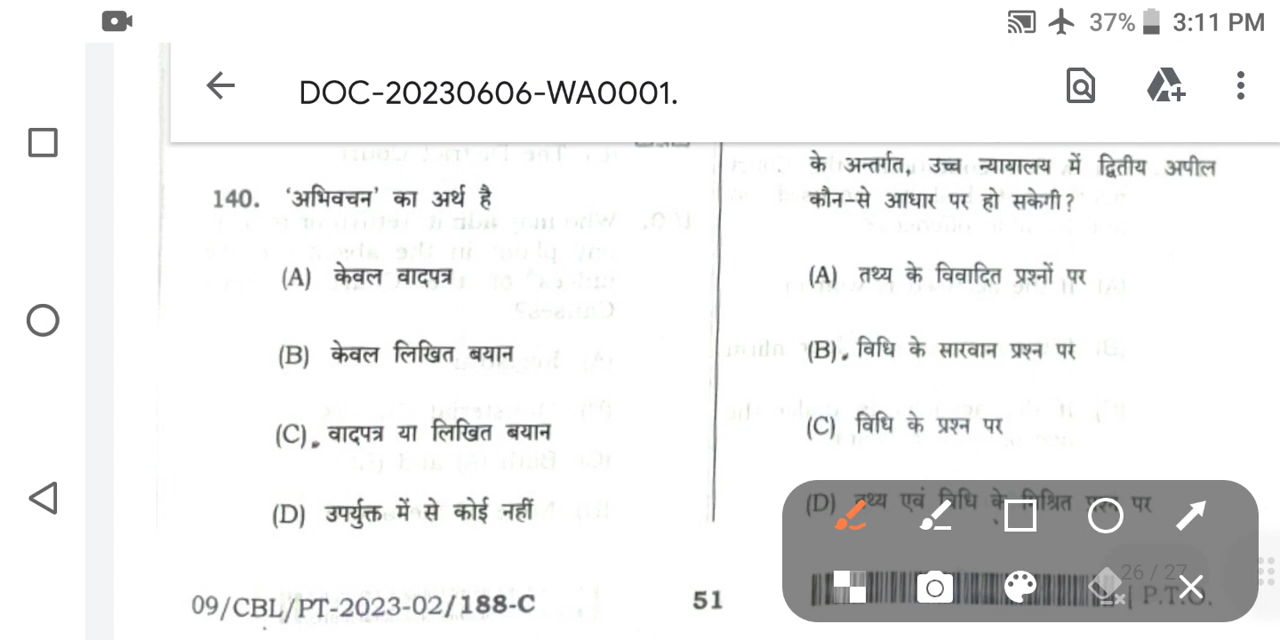 37% 3:11 PM
DOC-20230606-WA0001.
140. ‘अभिवचन’ का अर्थ है
(A) केवल वादपत्र
(B) केवल लिखित बयान
(C) वादपत्र या लिखित बयान
(D) उपर्युक्त में से कोई नहीं
के अन्तर्गत, उच्च न्यायालय में द्वितीय अपील
कौन-से आधार पर हो सकेगी?
(A) तथ्य के विवादित प्रश्नों पर
(B) विधि के सारवान प्रश्न पर
(C) विधि के प्रश्न पर
(D) तथ्य एवं विधि के मिश्रित प्रश्न पर
26 / 27
09/CBL/PT-2023-02/188-C
51
[ P.T.O.